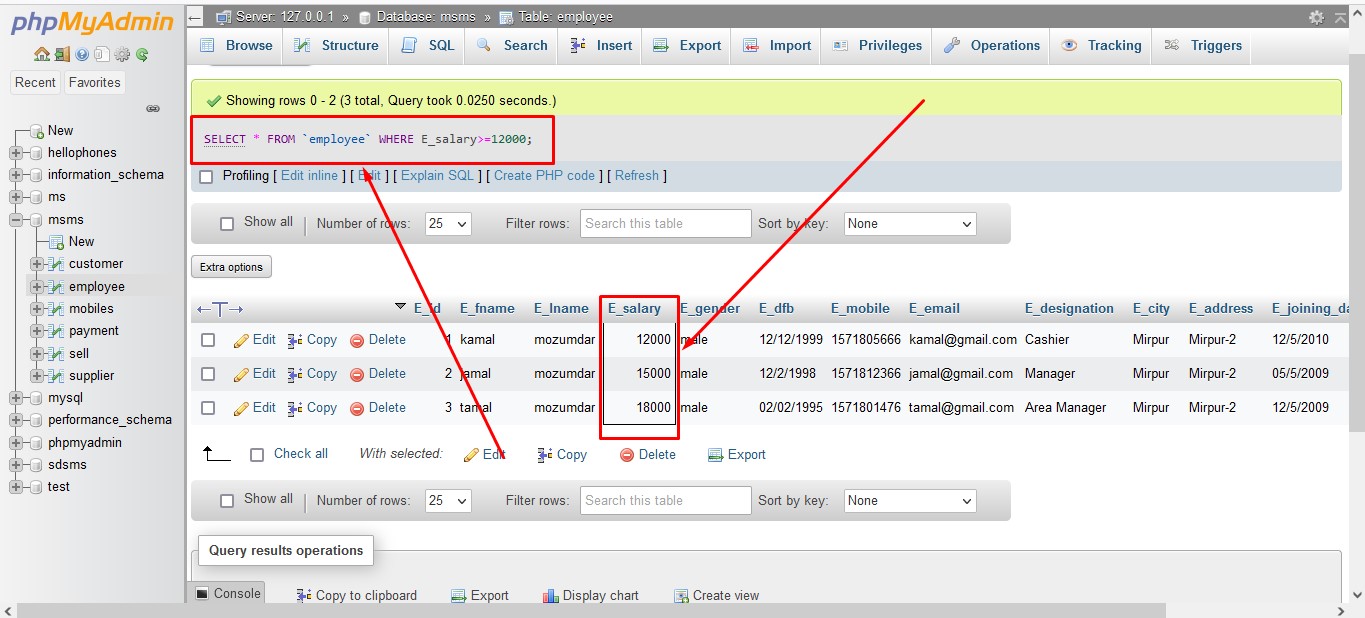 phpMyAdmin
Recent Favorites
New
hellophones
information_schema
ms
msms
New
customer
employee
mobiles
payment
sell
supplier
mysql
performance_schema
phpmyadmin
sdsms
test
Server: 127.0.0.1 » Database: msms » Table: employee
Browse Structure SQL Search Insert Export Import Privileges Operations Tracking Triggers
Showing rows 0 - 2 (3 total, Query took 0.0250 seconds.)
SELECT * FROM `employee` WHERE E_salary>=12000;
Profiling [ Edit inline ] [ Edit ] [ Explain SQL ] [ Create PHP code ] [ Refresh ]
Show all Number of rows: 25 Filter rows: Search this table Sort by key: None
Extra options
←T→ E_id E_fname E_lname E_salary E_gender E_dfb E_mobile E_email E_designation E_city E_address E_joining_da
Edit Copy Delete 1 kamal mozumdar 12000 male 12/12/1999 1571805666 kamal@gmail.com Cashier Mirpur Mirpur-2 12/5/2010
Edit Copy Delete 2 jamal mozumdar 15000 male 12/2/1998 1571812366 jamal@gmail.com Manager Mirpur Mirpur-2 05/5/2009
Edit Copy Delete 3 tamal mozumdar 18000 male 02/02/1995 1571801476 tamal@gmail.com Area Manager Mirpur Mirpur-2 12/5/2009
Check all With selected: Edit Copy Delete Export
Show all Number of rows: 25 Filter rows: Search this table Sort by key: None
Query results operations
Console Copy to clipboard Export Display chart Create view